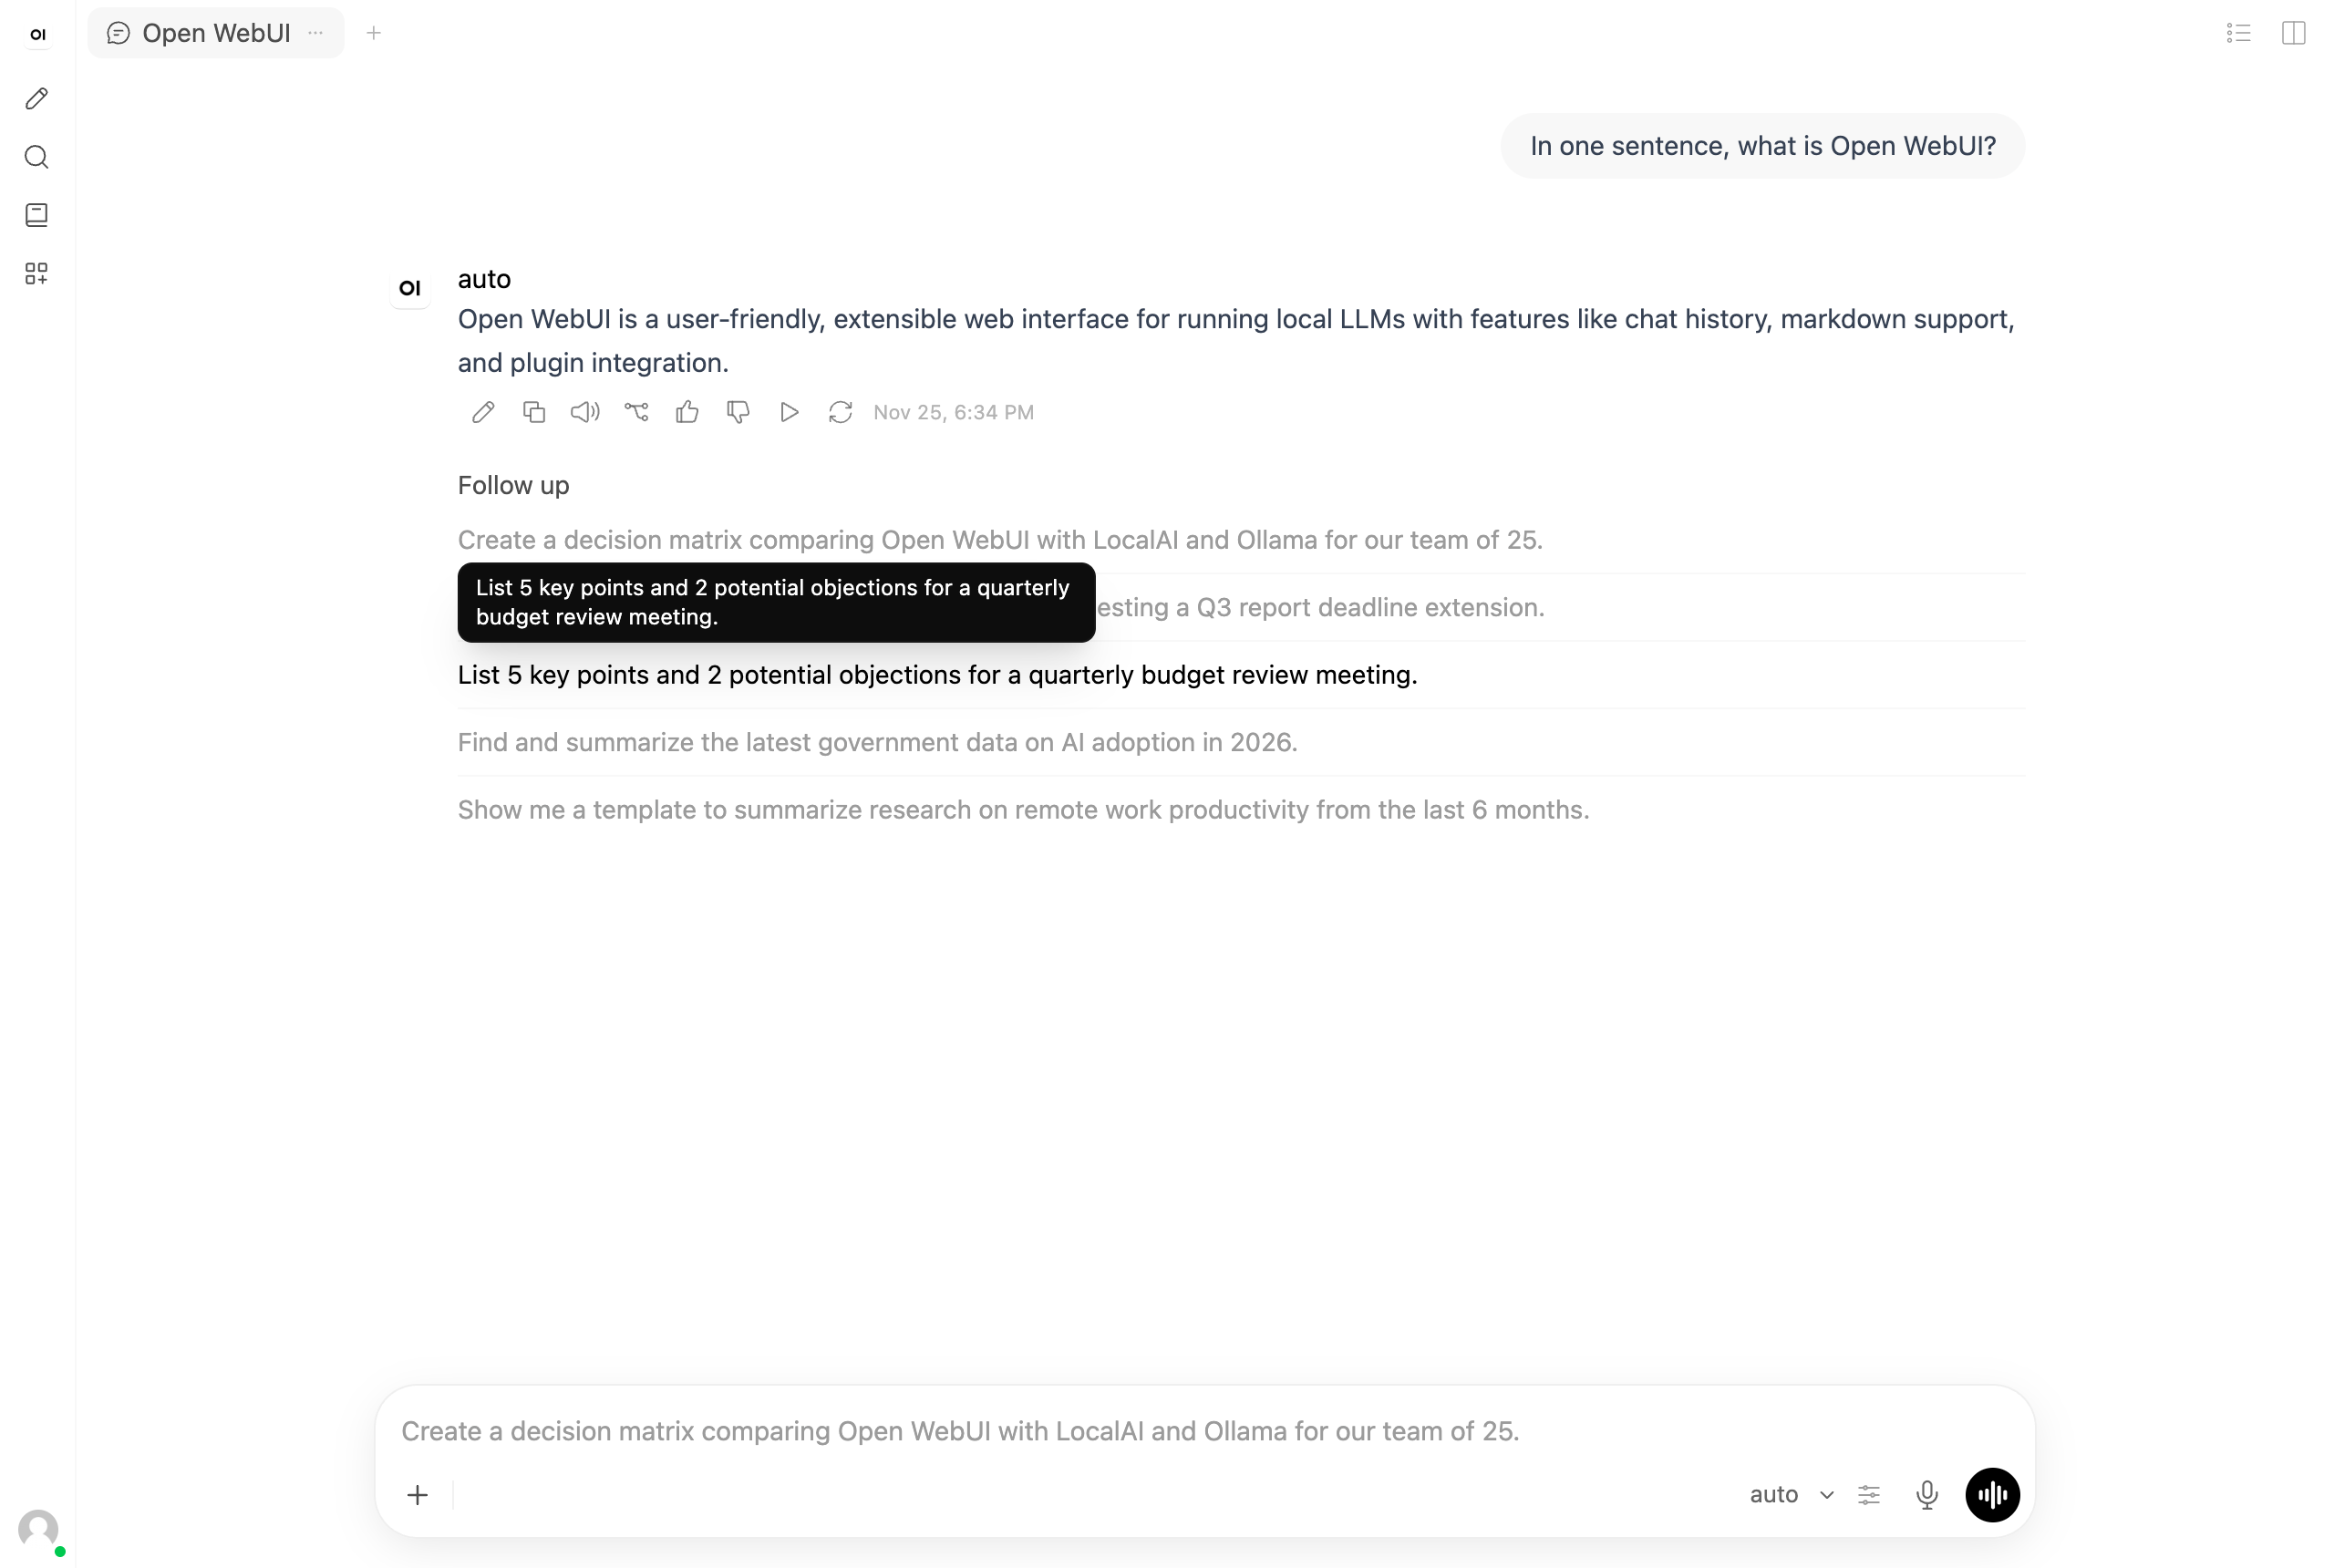 OI
Open WebUI
In one sentence, what is Open WebUI?
OI
auto
Open WebUI is a user-friendly, extensible web interface for running local LLMs with features like chat history, markdown support,
and plugin integration.
Nov 25, 6:34 PM
Follow up
Create a decision matrix comparing Open WebUI with LocalAI and Ollama for our team of 25.
List 5 key points and 2 potential objections for a quarterly
budget review meeting.
a Q3 report deadline extension.
List 5 key points and 2 potential objections for a quarterly budget review meeting.
Find and summarize the latest government data on AI adoption in 2026.
Show me a template to summarize research on remote work productivity from the last 6 months.
Create a decision matrix comparing Open WebUI with LocalAI and Ollama for our team of 25.
auto